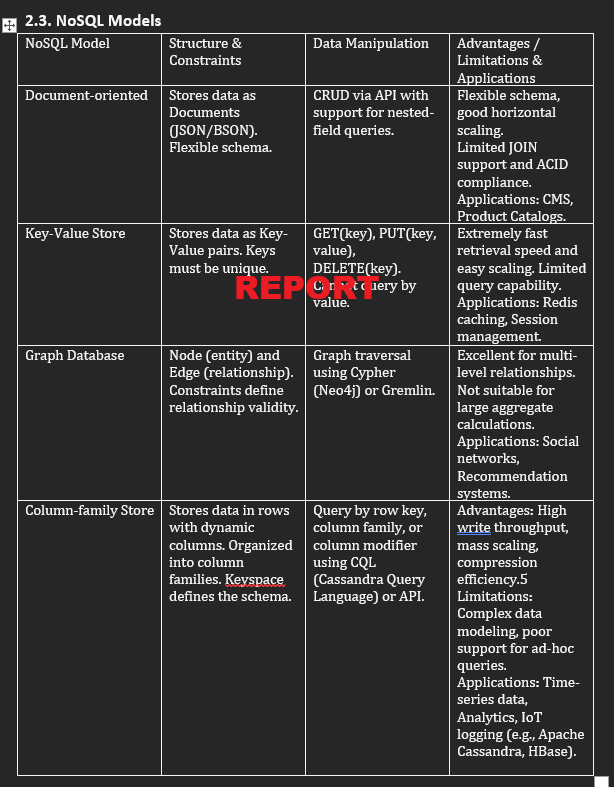 2.3. NoSQL Models
NoSQL Model
Structure &
Constraints
Data Manipulation
Advantages /
Limitations &
Applications
Document-oriented
Stores data as
Documents
(JSON/BSON).
Flexible schema.
CRUD via API with
support for nested-
field queries.
Flexible schema,
good horizontal
scaling.
Limited JOIN
support and ACID
compliance.
Applications: CMS,
Product Catalogs.
Key-Value Store
Stores data as Key-
Value pairs. Keys
must be unique.
GET(key), PUT(key,
value),
DELETE(key).
Cannot query by
value.
REPORT
Extremely fast
retrieval speed and
easy scaling. Limited
query capability.
Applications: Redis
caching, Session
management.
Graph Database
Node (entity) and
Edge (relationship).
Constraints define
relationship validity.
Graph traversal
using Cypher
(Neo4j) or Gremlin.
Excellent for multi-
level relationships.
Not suitable for
large aggregate
calculations.
Applications: Social
networks,
Recommendation
systems.
Column-family Store
Stores data in rows
with dynamic
columns. Organized
into column
families. Keyspace
defines the schema.
Query by row key,
column family, or
column modifier
using CQL
(Cassandra Query
Language) or API.
Advantages: High
write throughput,
mass scaling,
compression
efficiency.5
Limitations:
Complex data
modeling, poor
support for ad-hoc
queries.
Applications: Time-
series data,
Analytics, IoT
logging (e.g., Apache
Cassandra, HBase).